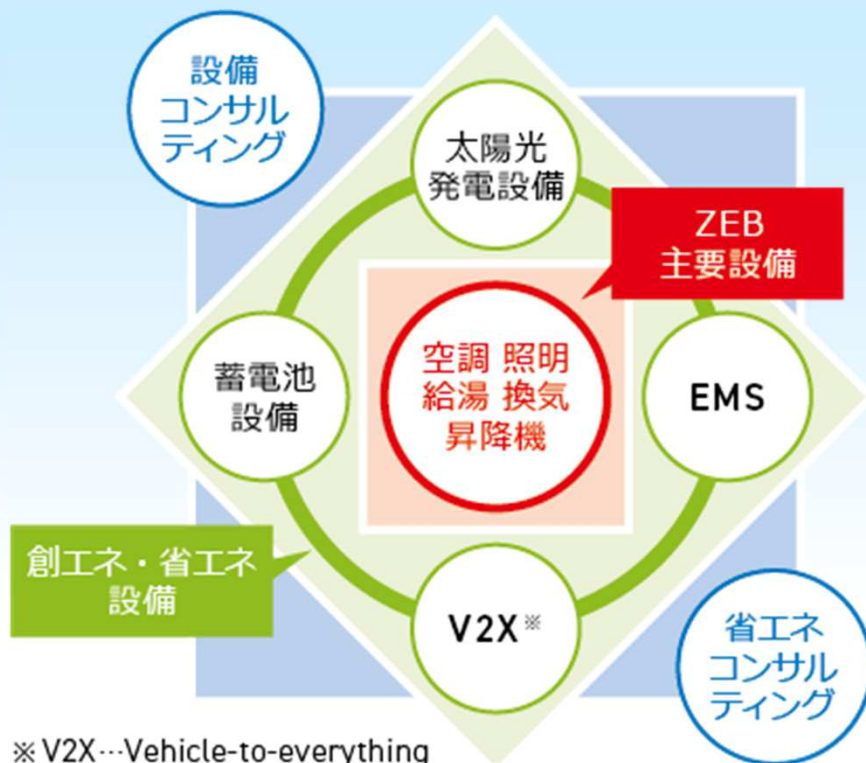 設備
コンサル
ティング
太陽光
発電設備
ZEB
主要設備
空調 照明
給湯 換気
昇降機
蓄電池
設備
EMS
創エネ・省エネ
設備
V2X※
省エネ
コンサル
ティング
※ V2X…Vehicle-to-everything